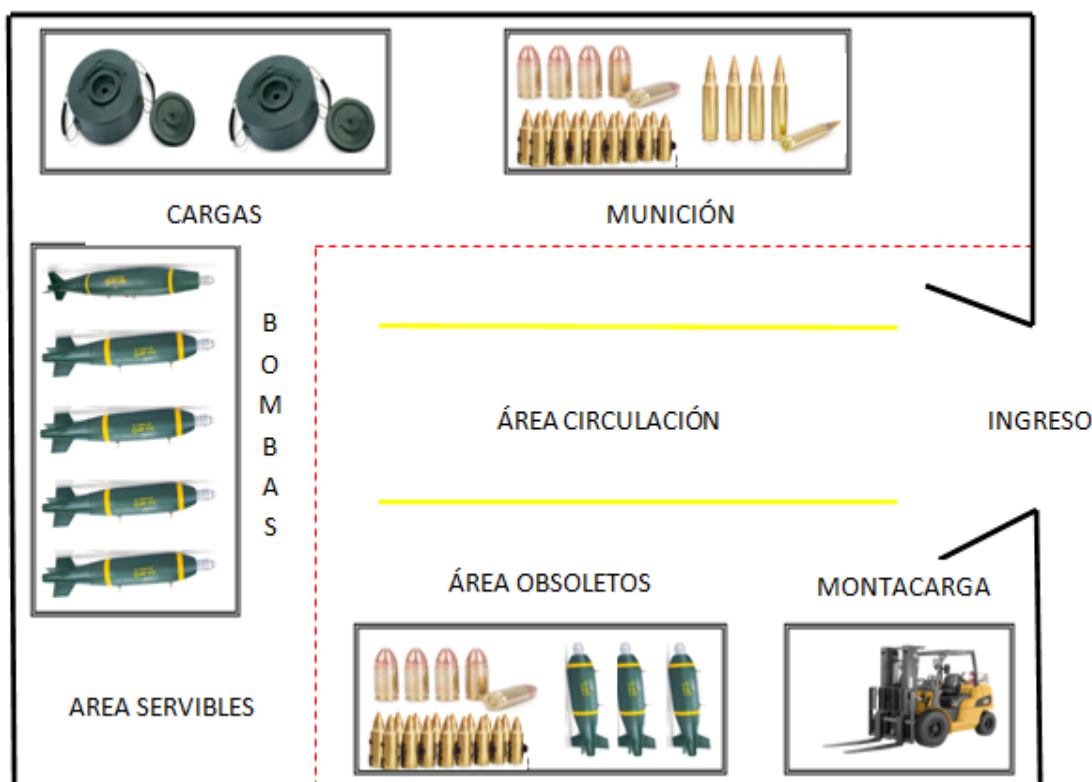 CARGAS
MUNICIÓN
B
O
M
B
A
S
ÁREA CIRCULACIÓN
INGRESO
ÁREA OBSOLETOS
MONTACARGA
AREA SERVIBLES